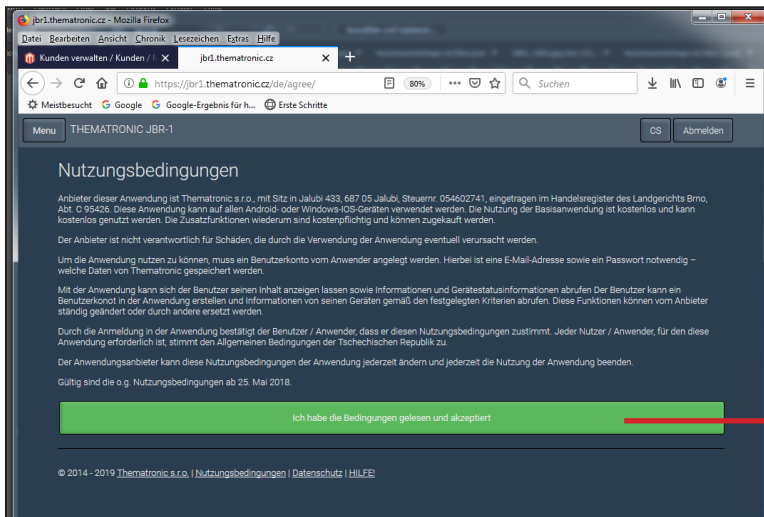 jbr1.thematronic.cz - Mozilla Firefox
Datei Bearbeiten Ansicht Chronik Lesezeichen Extras Hilfe
Kunden verwalten / Kunden /
jbr1.thematronic.cz
https://jbr1.thematronic.cz/de/agree/
80%
Suchen
Meistbesucht
Google
Google-Ergebnis für h...
Erste Schritte
Menu
THEMATRONIC JBR-1
CS
Abmelden
Nutzungsbedingungen
Anbieter dieser Anwendung ist Thematronic s.r.o., mit Sitz in Jalubi 433, 687 05 Jalubi, Steuernr. 054602741, eingetragen im Handelsregister des Landgerichts Brno,
Abt. C 95426. Diese Anwendung kann auf allen Android- oder Windows-IOS-Geräten verwendet werden. Die Nutzung der Basisanwendung ist kostenlos und kann
kostenlos genutzt werden. Die Zusatzfunktionen wiederum sind kostenpflichtig und können zugekauft werden.
Der Anbieter ist nicht verantwortlich für Schäden, die durch die Verwendung der Anwendung eventuell verursacht werden.
Um die Anwendung nutzen zu können, muss ein Benutzerkonto vom Anwender angelegt werden. Hierbei ist eine E-Mail-Adresse sowie ein Passwort notwendig –
welche Daten von Thematronic gespeichert werden.
Mit der Anwendung kann sich der Benutzer seinen Inhalt anzeigen lassen sowie Informationen und Gerätestatusinformationen abrufen Der Benutzer kann ein
Benutzerkonot in der Anwendung erstellen und Informationen von seinen Geräten gemäß den festgelegten Kriterien abrufen. Diese Funktionen können vom Anbieter
ständig geändert oder durch andere ersetzt werden.
Durch die Anmeldung in der Anwendung bestätigt der Benutzer / Anwender, dass er diesen Nutzungsbedingungen zustimmt. Jeder Nutzer / Anwender, für den diese
Anwendung erforderlich ist, stimmt den Allgemeinen Bedingungen der Tschechischen Republik zu.
Der Anwendungsanbieter kann diese Nutzungsbedingungen der Anwendung jederzeit ändern und jederzeit die Nutzung der Anwendung beenden.
Gültig sind die o.g. Nutzungsbedingungen ab 25. Mai 2018.
Ich habe die Bedingungen gelesen und akzeptiert
© 2014 - 2019 Thematronic s.r.o. | Nutzungsbedingungen | Datenschutz | HILFE!